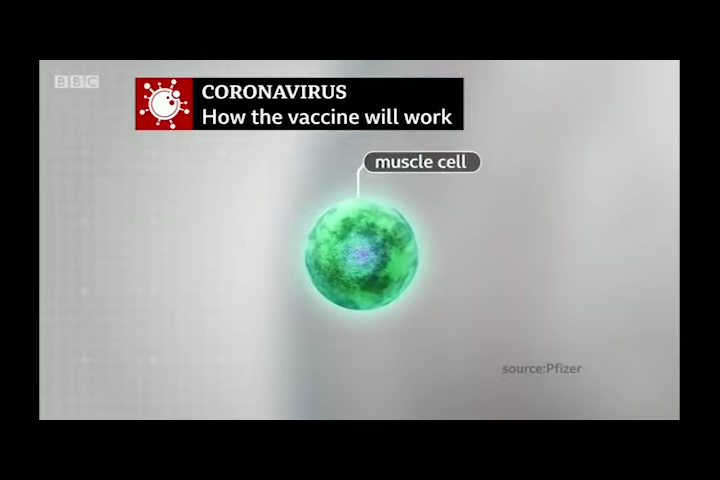 BBC
CORONAVIRUS
How the vaccine will work
muscle cell
source:Pfizer